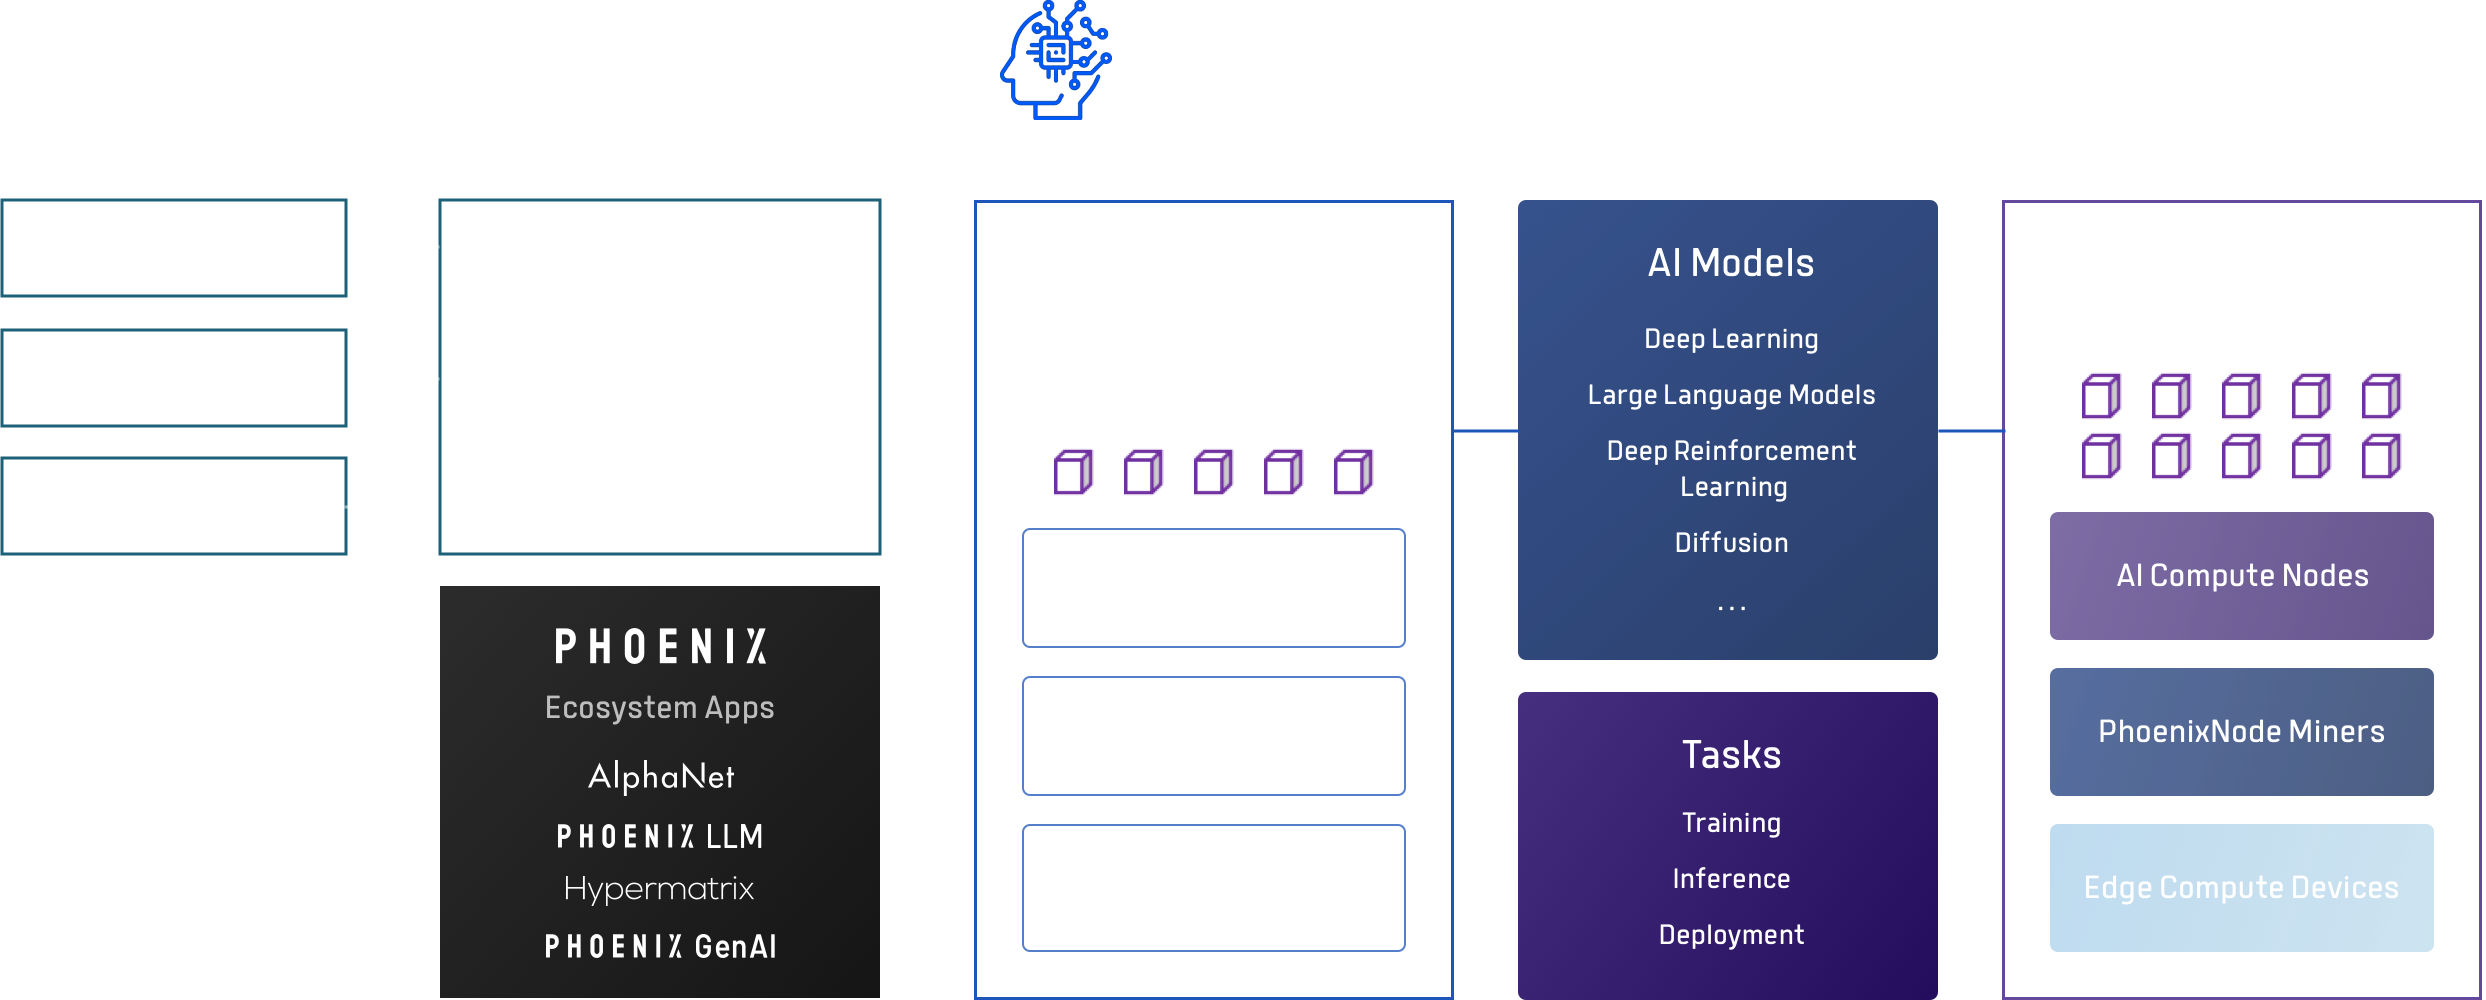 PHOENIX
Ecosystem Apps
AlphaNet
PHOENIX LLM
Hypermatrix
PHOENIX GenAI
AI Models
Deep Learning
Large Language Models
Deep Reinforcement
Learning
Diffusion
...
Tasks
Training
Inference
Deployment
AI Compute Nodes
PhoenixNode Miners
Edge Compute Devices